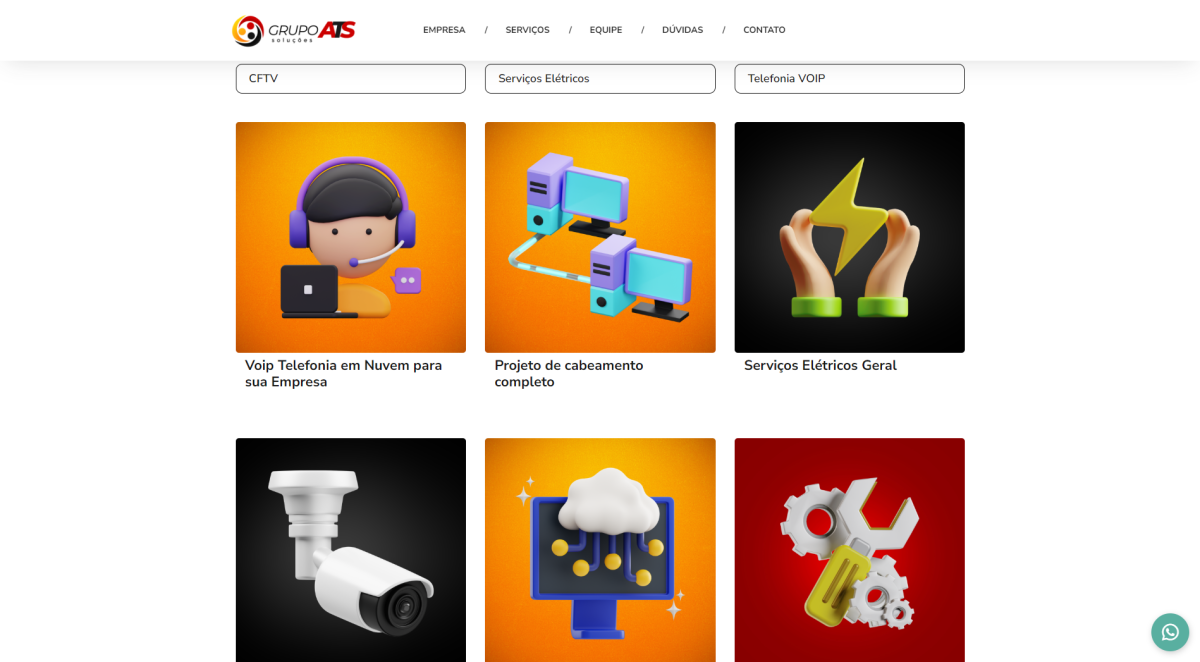 GRUPO ATS
soluções
EMPRESA / SERVIÇOS / EQUIPE / DÚVIDAS / CONTATO
CFTV
Serviços Elétricos
Telefonia VOIP
Voip Telefonia em Nuvem para
sua Empresa
Projeto de cabeamento
completo
Serviços Elétricos Geral